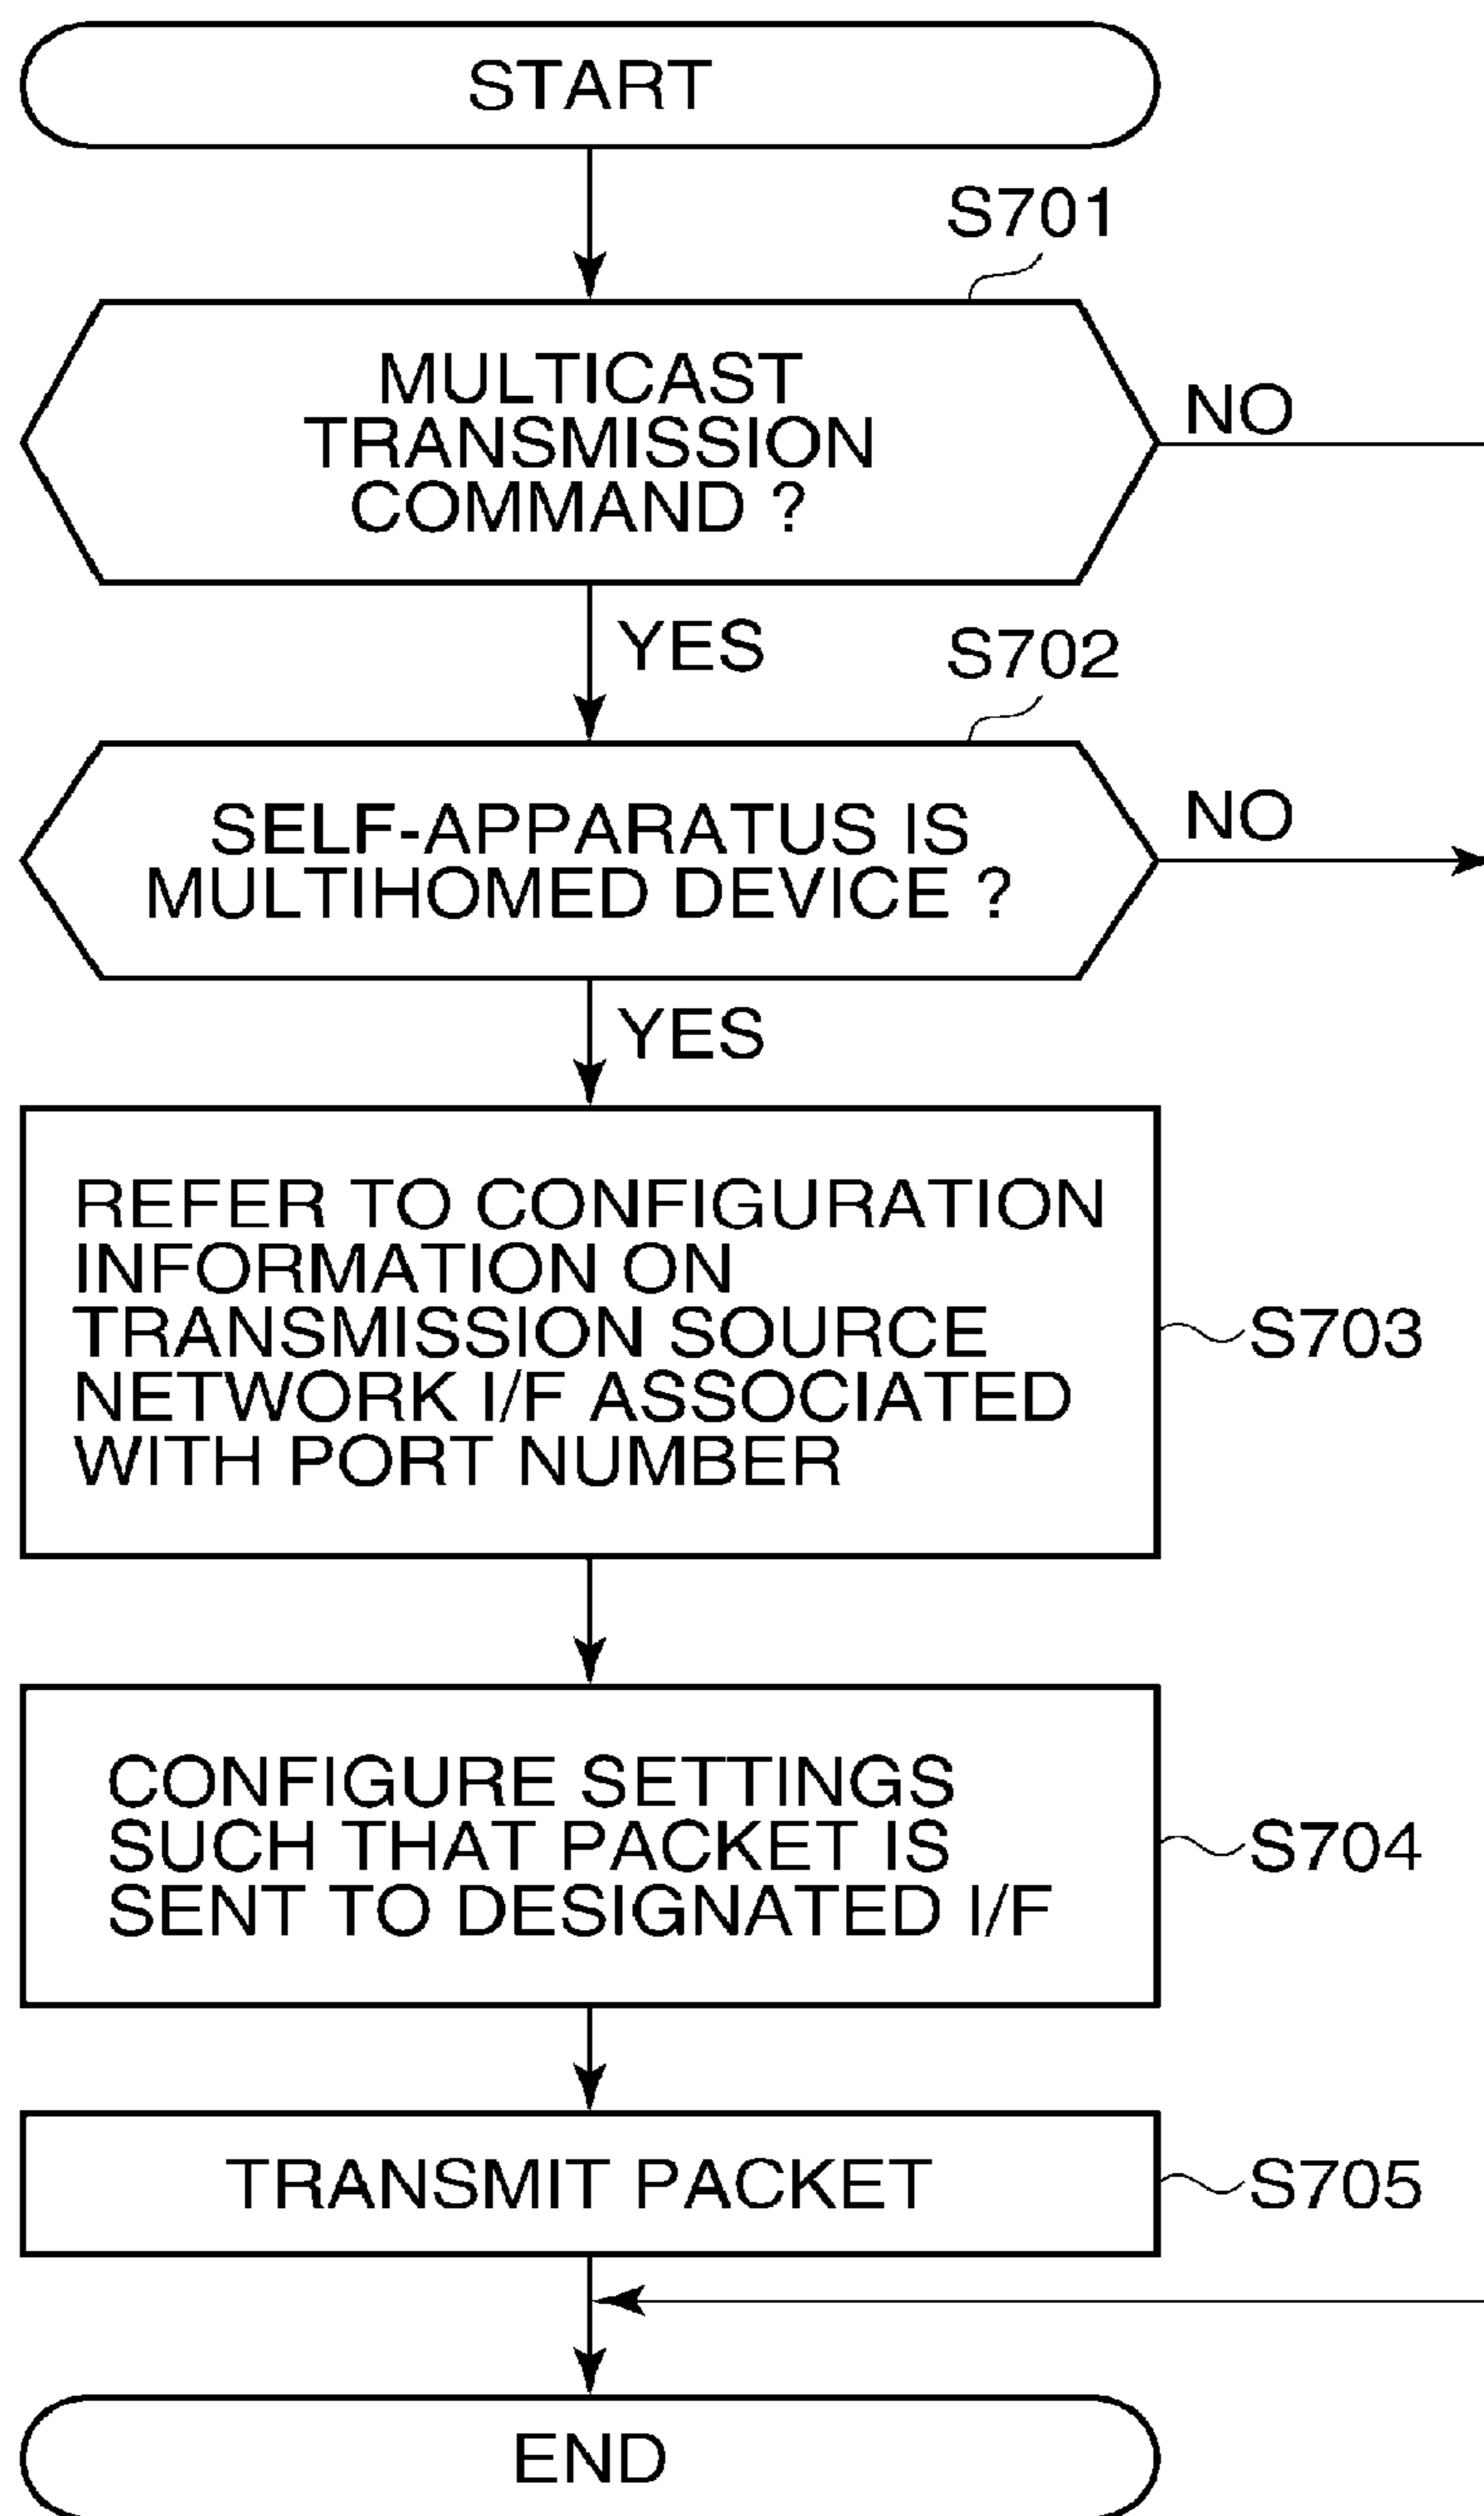 START
S701
MULTICAST
TRANSMISSION
COMMAND ?
NO
YES
S702
SELF-APPARATUS IS
MULTIHOMED DEVICE ?
NO
YES
REFER TO CONFIGURATION
INFORMATION ON
TRANSMISSION SOURCE
NETWORK I/F ASSOCIATED
WITH PORT NUMBER
S703
CONFIGURE SETTINGS
SUCH THAT PACKET IS
SENT TO DESIGNATED I/F
S704
TRANSMIT PACKET
S705
END